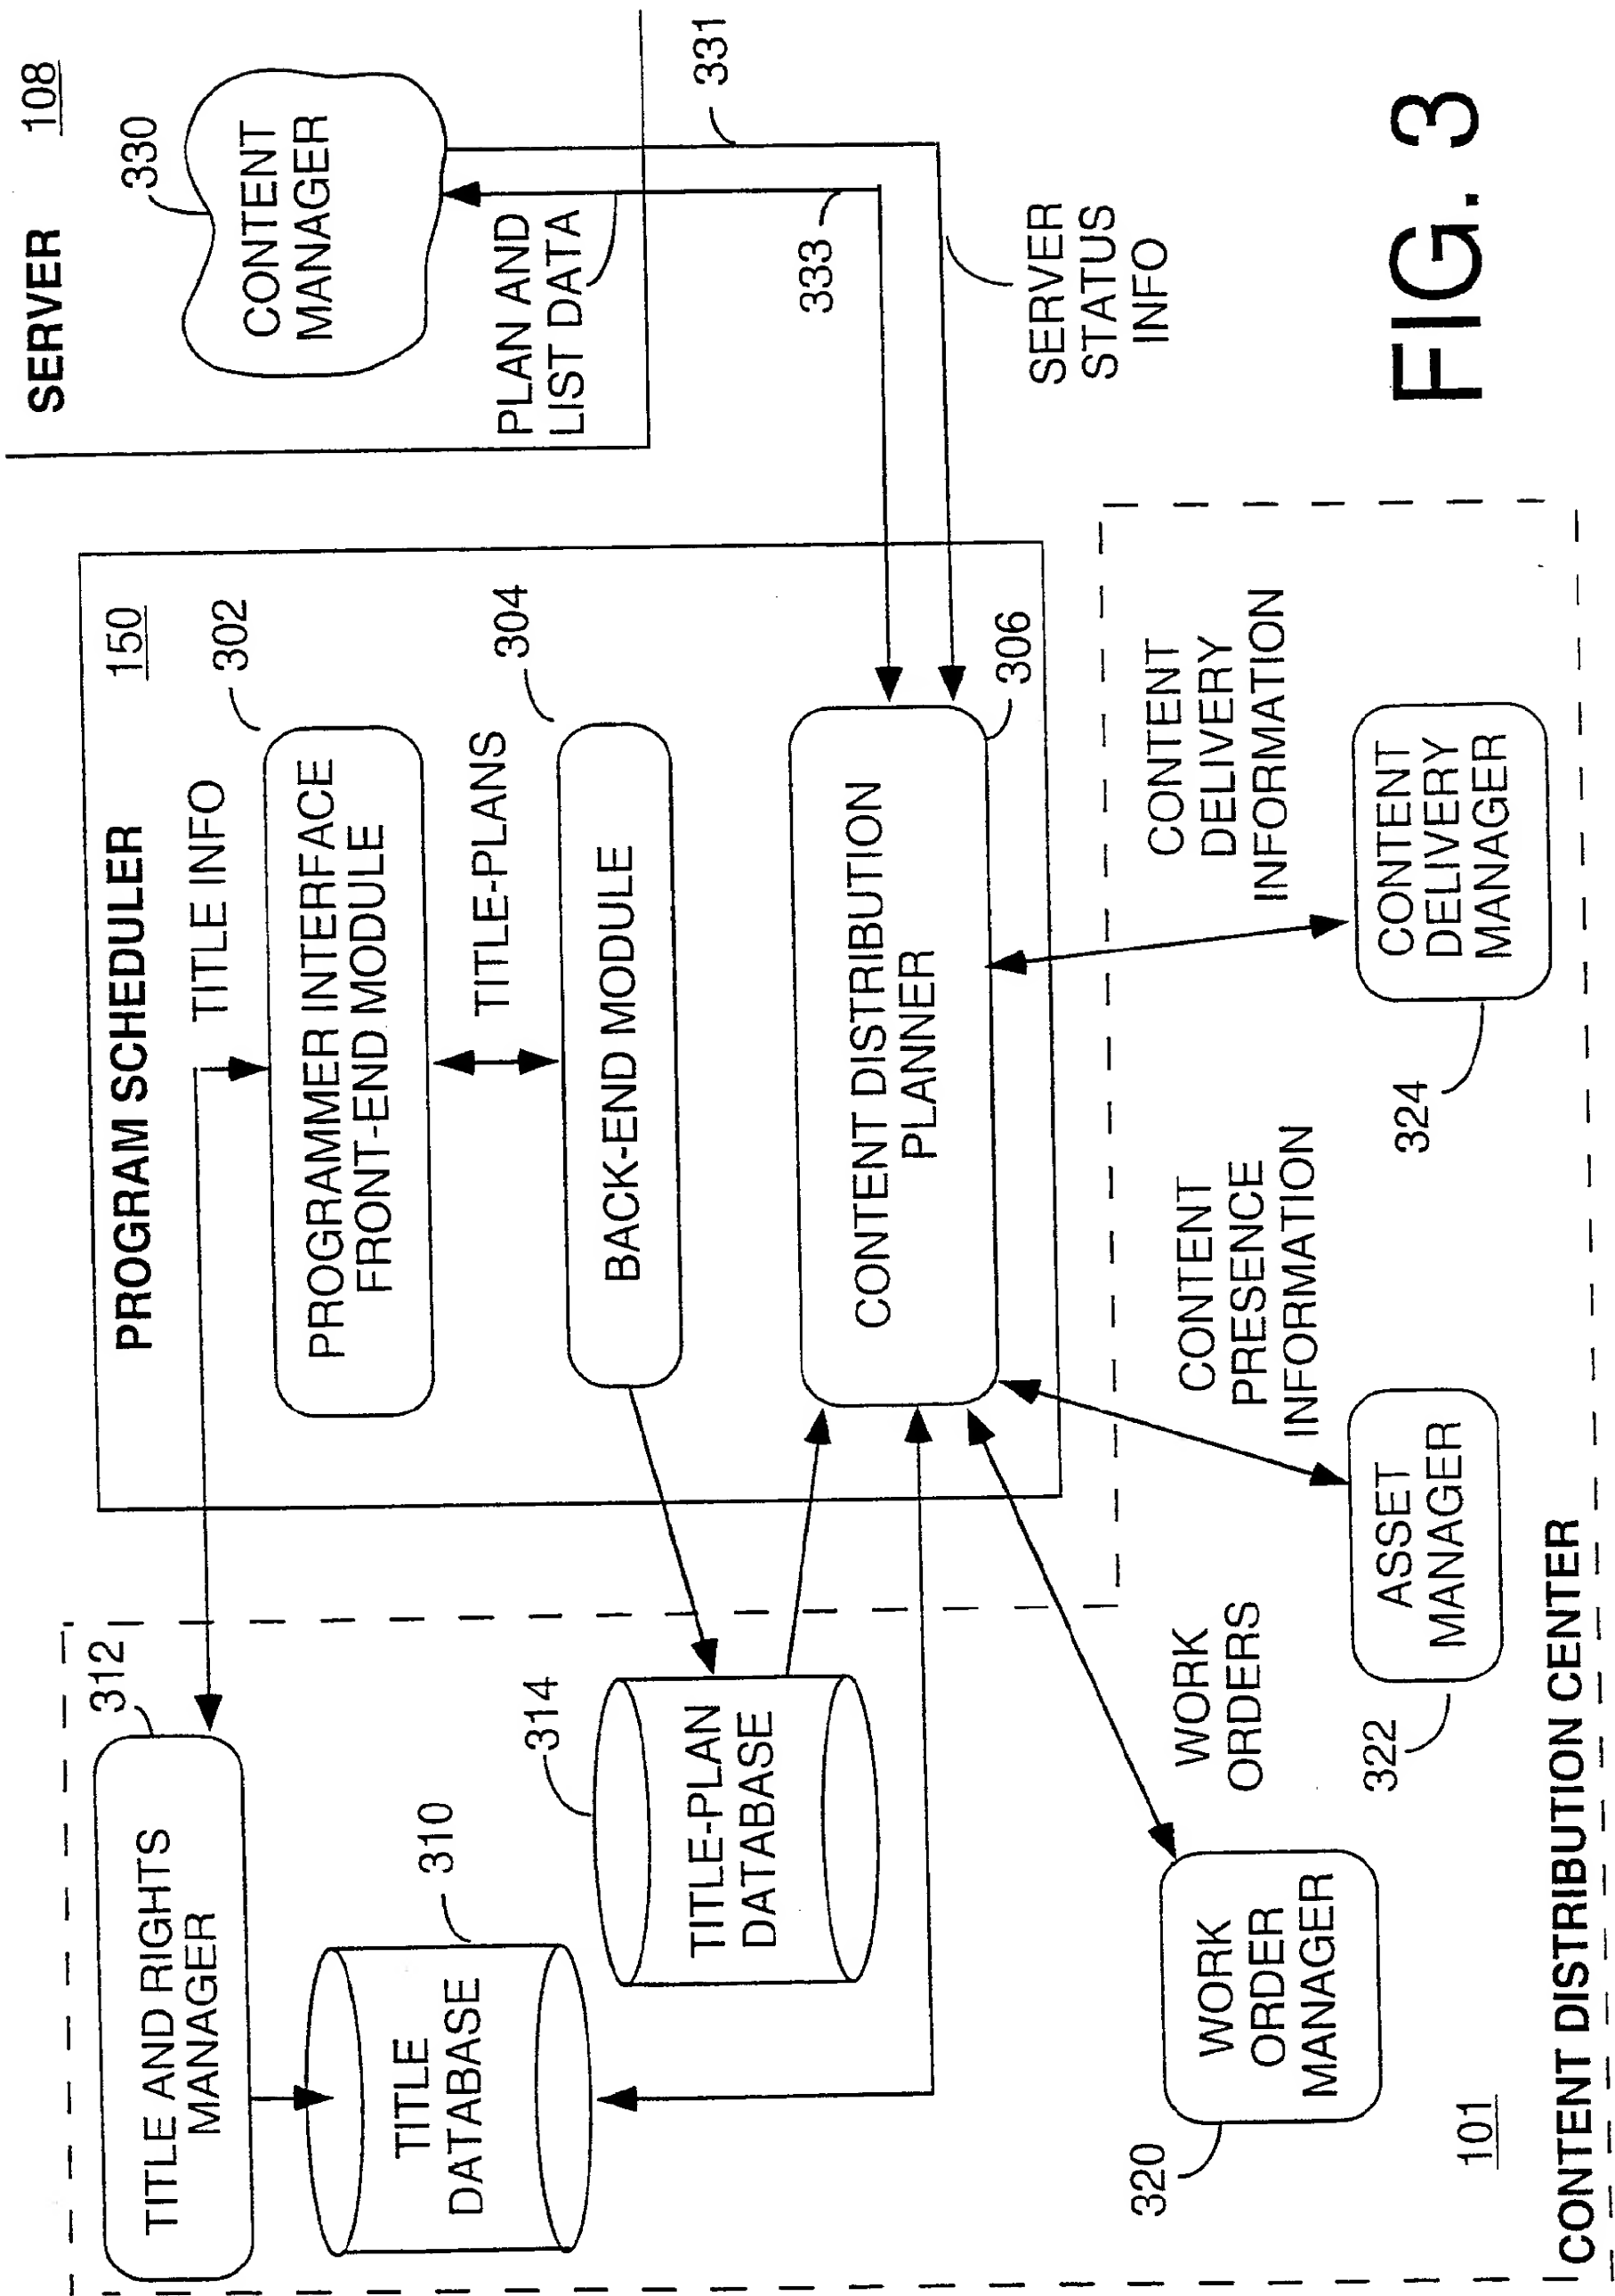 SERVER 108
330
CONTENT
MANAGER
PLAN AND
LIST DATA
331
333
SERVER
STATUS
INFO
PROGRAM SCHEDULER 150
TITLE INFO
302
PROGRAMMER INTERFACE
FRONT-END MODULE
TITLE-PLANS
304
BACK-END MODULE
CONTENT DISTRIBUTION
PLANNER
306
312
TITLE AND RIGHTS
MANAGER
310
TITLE
DATABASE
314
TITLE-PLAN
DATABASE
WORK
ORDERS
CONTENT
PRESENCE
INFORMATION
CONTENT
DELIVERY
INFORMATION
320
WORK
ORDER
MANAGER
322
ASSET
MANAGER
324
CONTENT
DELIVERY
MANAGER
101
CONTENT DISTRIBUTION CENTER
FIG. 3